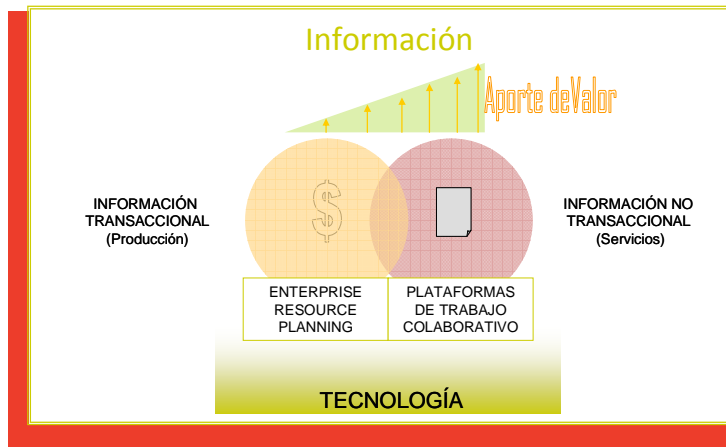 Información
Aporte deValor
$
INFORMACIÓN
TRANSACCIONAL
(Producción)
INFORMACIÓN NO
TRANSACCIONAL
(Servicios)
ENTERPRISE
RESOURCE
PLANNING
PLATAFORMAS
DE TRABAJO
COLABORATIVO
TECNOLOGÍA